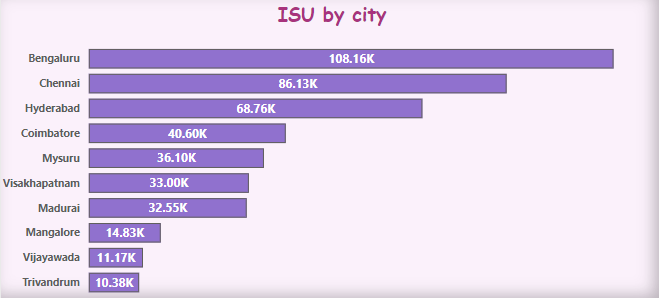 ISU by city
Bengaluru 108.16K
Chennai 86.13K
Hyderabad 68.76K
Coimbatore 40.60K
Mysuru 36.10K
Visakhapatnam 33.00K
Madurai 32.55K
Mangalore 14.83K
Vijayawada 11.17K
Trivandrum 10.38K